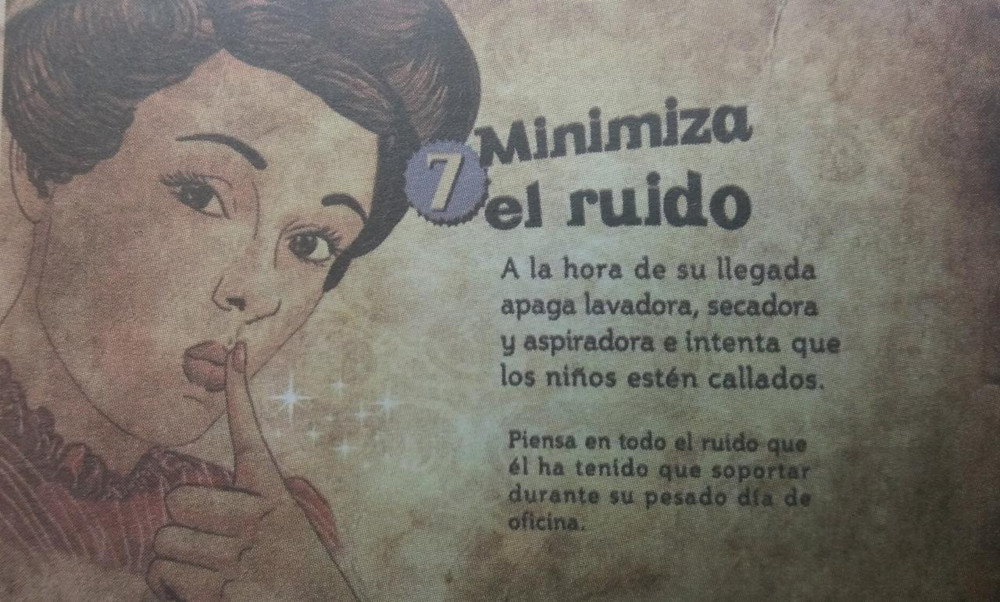 7 Minimiza
el ruido
A la hora de su llegada
apaga lavadora, secadora
y aspiradora e intenta que
los niños estén callados.
Piensa en todo el ruido que
él ha tenido que soportar
durante su pesado día de
oficina.